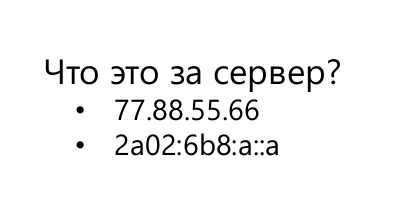 Что это за сервер?
• 77.88.55.66
• 2a02:6b8:a::a